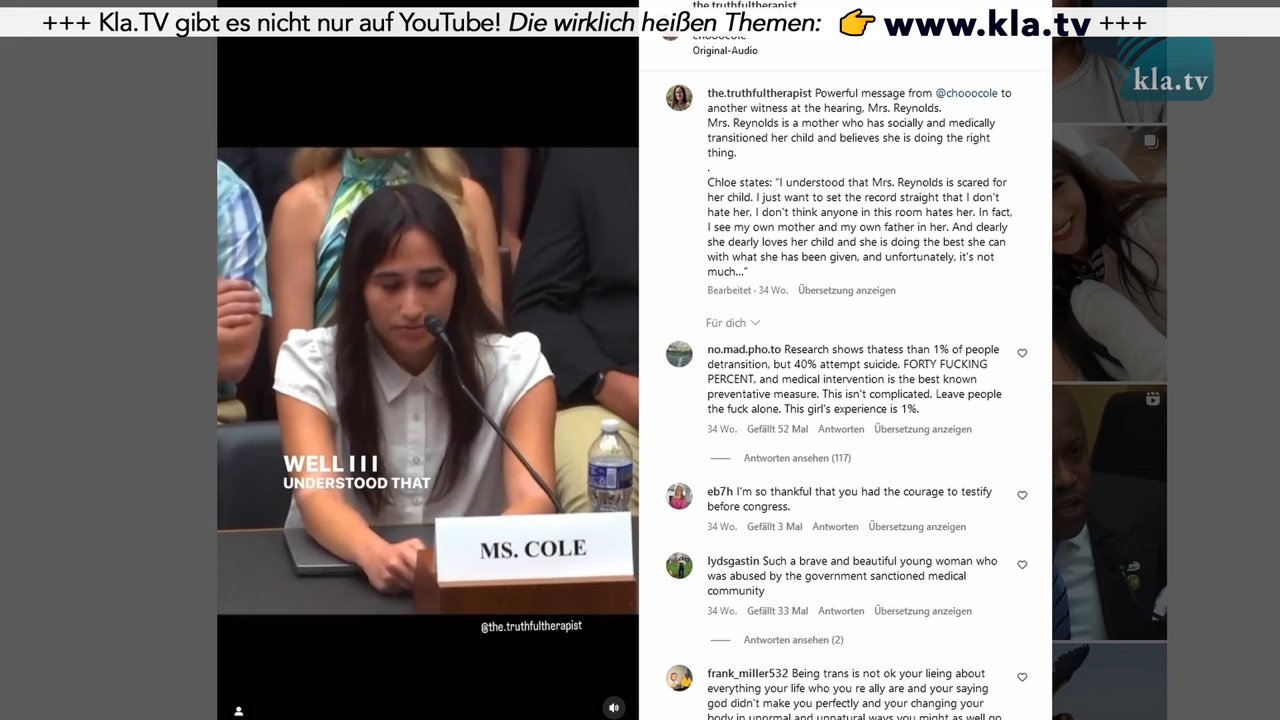 +++ Kla.TV gibt es nicht nur auf YouTube! Die wirklich heißen Themen: 👉 www.kla.tv +++
the.truthfultherapist
chooocole
Original-Audio
kla.tv
the.truthfultherapist Powerful message from @chooocole to
another witness at the hearing, Mrs. Reynolds.
Mrs. Reynolds is a mother who has socially and medically
transitioned her child and believes she is doing the right
thing.
.
Chloe states: “I understood that Mrs. Reynolds is scared for
her child. I just want to set the record straight that I don’t
hate her, I don’t think anyone in this room hates her. In fact,
I see my own mother and my own father in her. And clearly
she dearly loves her child and she is doing the best she can
with what she has been given, and unfortunately, it’s not
much...”
Bearbeitet · 34 Wo. Übersetzung anzeigen
Für dich
no.mad.pho.to Research shows thatess than 1% of people
detransition, but 40% attempt suicide. FORTY FUCKING
PERCENT, and medical intervention is the best known
preventative measure. This isn't complicated. Leave people
the fuck alone. This girl's experience is 1%.
34 Wo. Gefällt 52 Mal Antworten Übersetzung anzeigen
Antworten ansehen (117)
eb7h I'm so thankful that you had the courage to testify
before congress.
34 Wo. Gefällt 3 Mal Antworten Übersetzung anzeigen
lydsgastin Such a brave and beautiful young woman who
was abused by the government sanctioned medical
community
34 Wo. Gefällt 33 Mal Antworten Übersetzung anzeigen
Antworten ansehen (2)
frank_miller532 Being trans is not ok your lieing about
everything your life who you re ally are and your saying
god didn't make you perfectly and your changing your
body in upormal and unnatural ways you might as well go
WELL I I I
UNDERSTOOD THAT
MS. COLE
@the.truthfultherapist